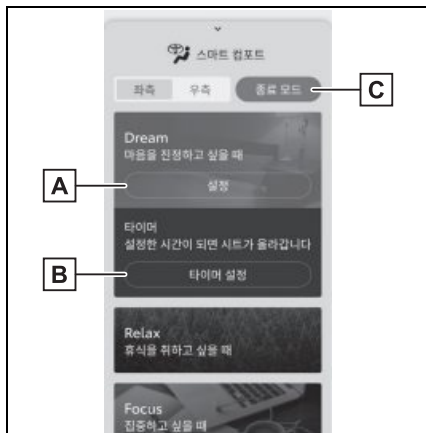 스마트 컴포트
좌측 우측 종료 모드
C
Dream
마음을 진정하고 싶을 때
A
설정
타이머
설정한 시간이 되면 시트가 올라갑니다
B
타이머 설정
Relax
휴식을 취하고 싶을 때
Focus
집중하고 싶을 때